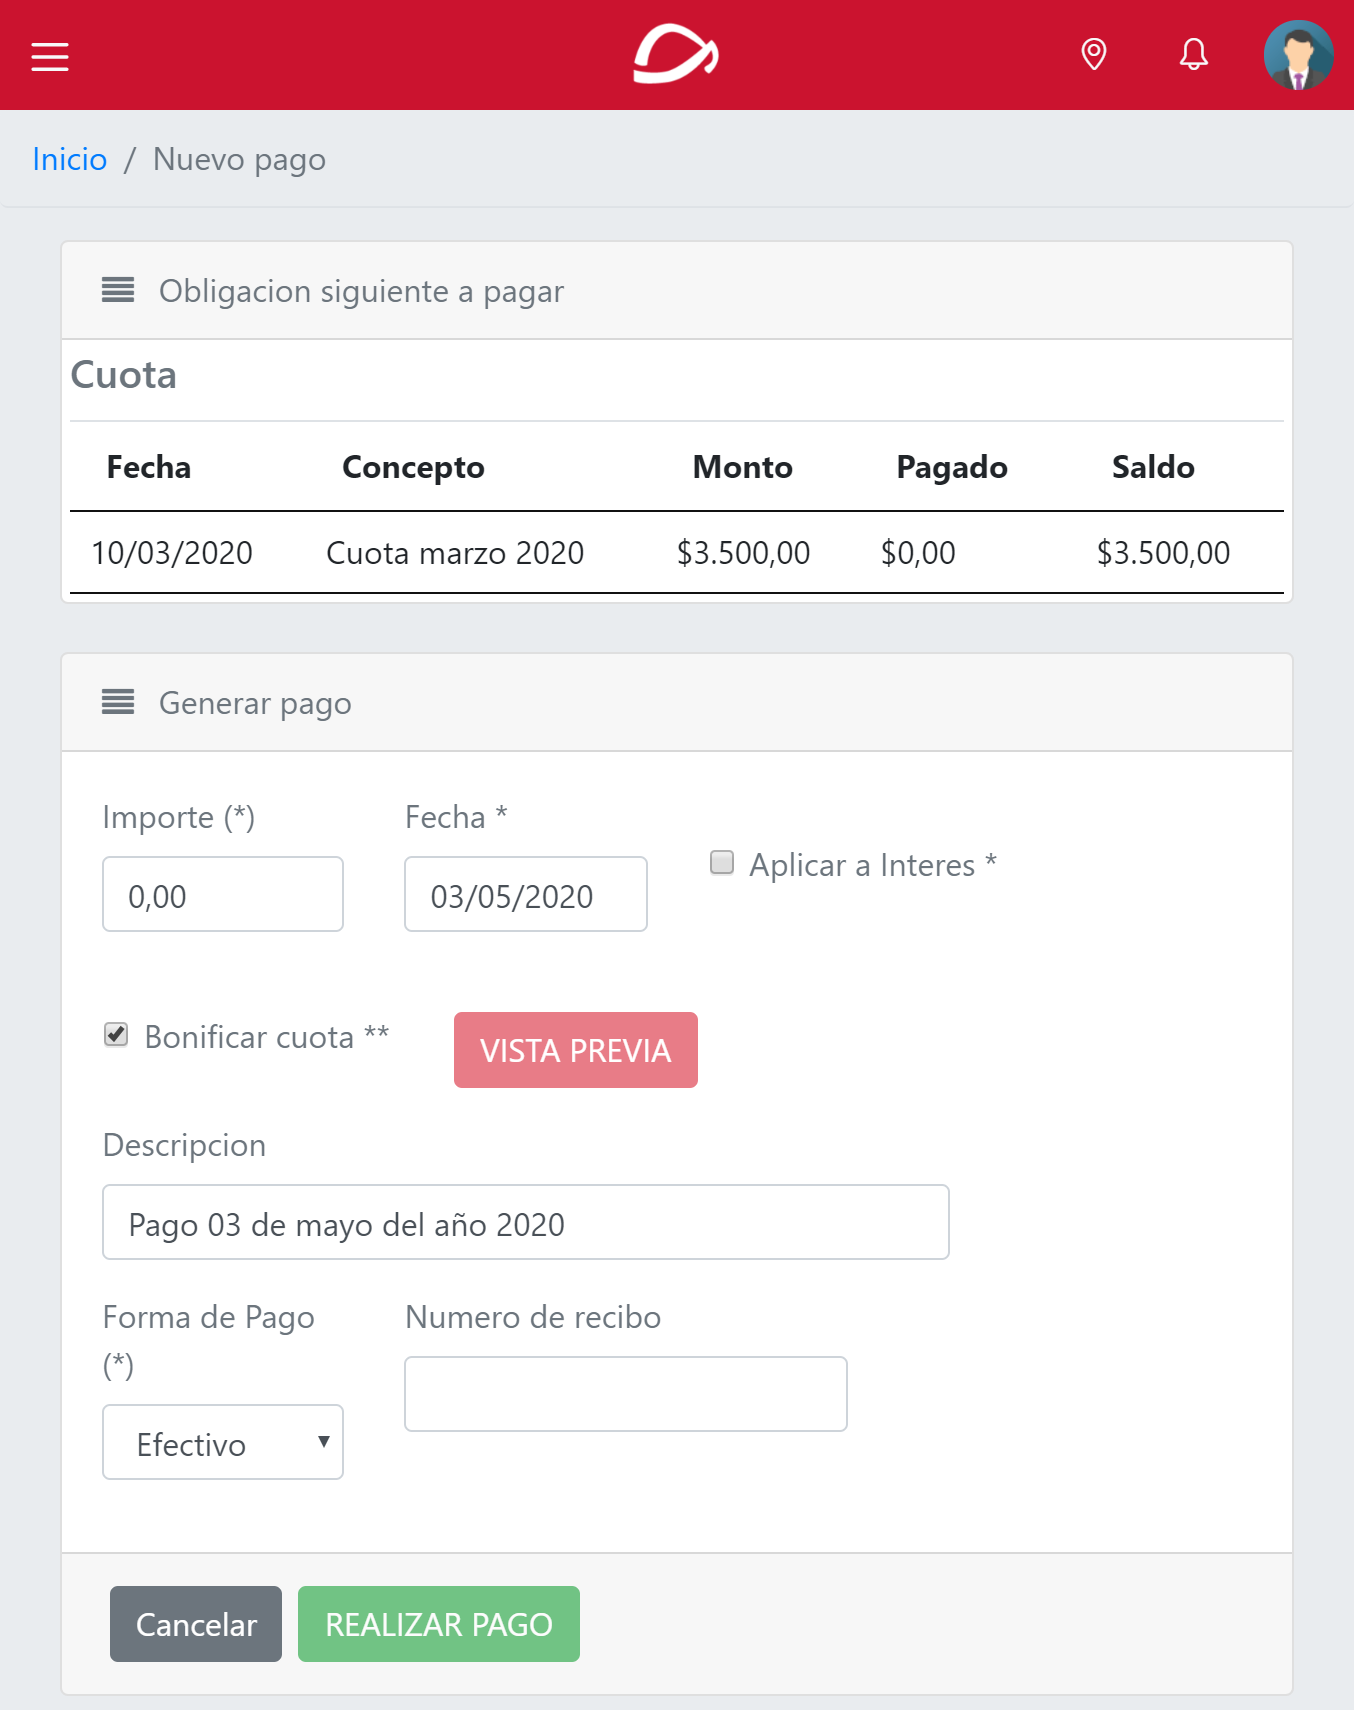 Inicio / Nuevo pago
Obligacion siguiente a pagar
Cuota
Fecha Concepto Monto Pagado Saldo
10/03/2020 Cuota marzo 2020 $3.500,00 $0,00 $3.500,00
Generar pago
Importe (*) Fecha *
Aplicar a Interes *
0,00 03/05/2020
Bonificar cuota ** VISTA PREVIA
Descripcion
Pago 03 de mayo del año 2020
Forma de Pago Numero de recibo
(*)
Efectivo
Cancelar REALIZAR PAGO